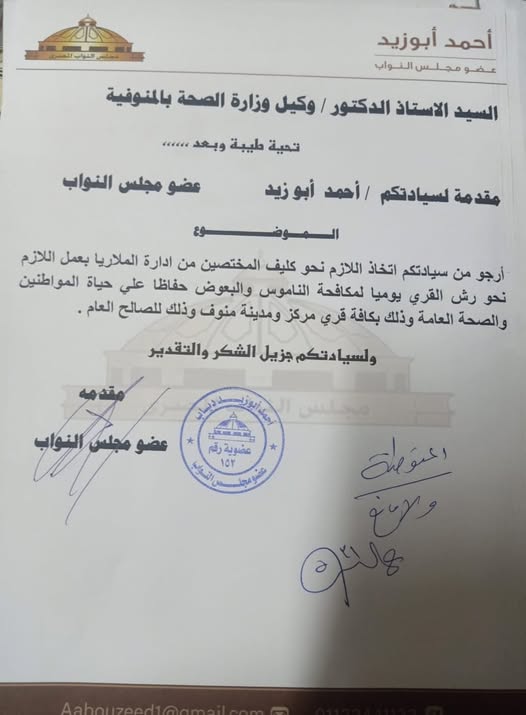 أحمد أبوزيد
عضو مجلس النواب
مجلس النواب المصرى
السيد الاستاذ الدكتور / وكيل وزارة الصحة بالمنوفية
تحية طيبة وبعد ،،،،،،
مقدمة لسيادتكم / أحمد أبو زيد عضو مجلس النواب
الـمـوضـوع
أرجو من سيادتكم اتخاذ اللازم نحو كليف المختصين من ادارة الملاريا بعمل اللازم
نحو رش القري يوميا لمكافحة الناموس والبعوض حفاظا علي حياة المواطنين
والصحة العامة وذلك بكافة قري مركز ومدينة منوف وذلك للصالح العام .
ولسيادتكم جزيل الشكر والتقدير
مقدمه
عضو مجلس النواب
أحمد أبوزيد دياب
عضوية رقم
١٥٢
عضو مجلس النواب
Aabouzeed1@gmail.com